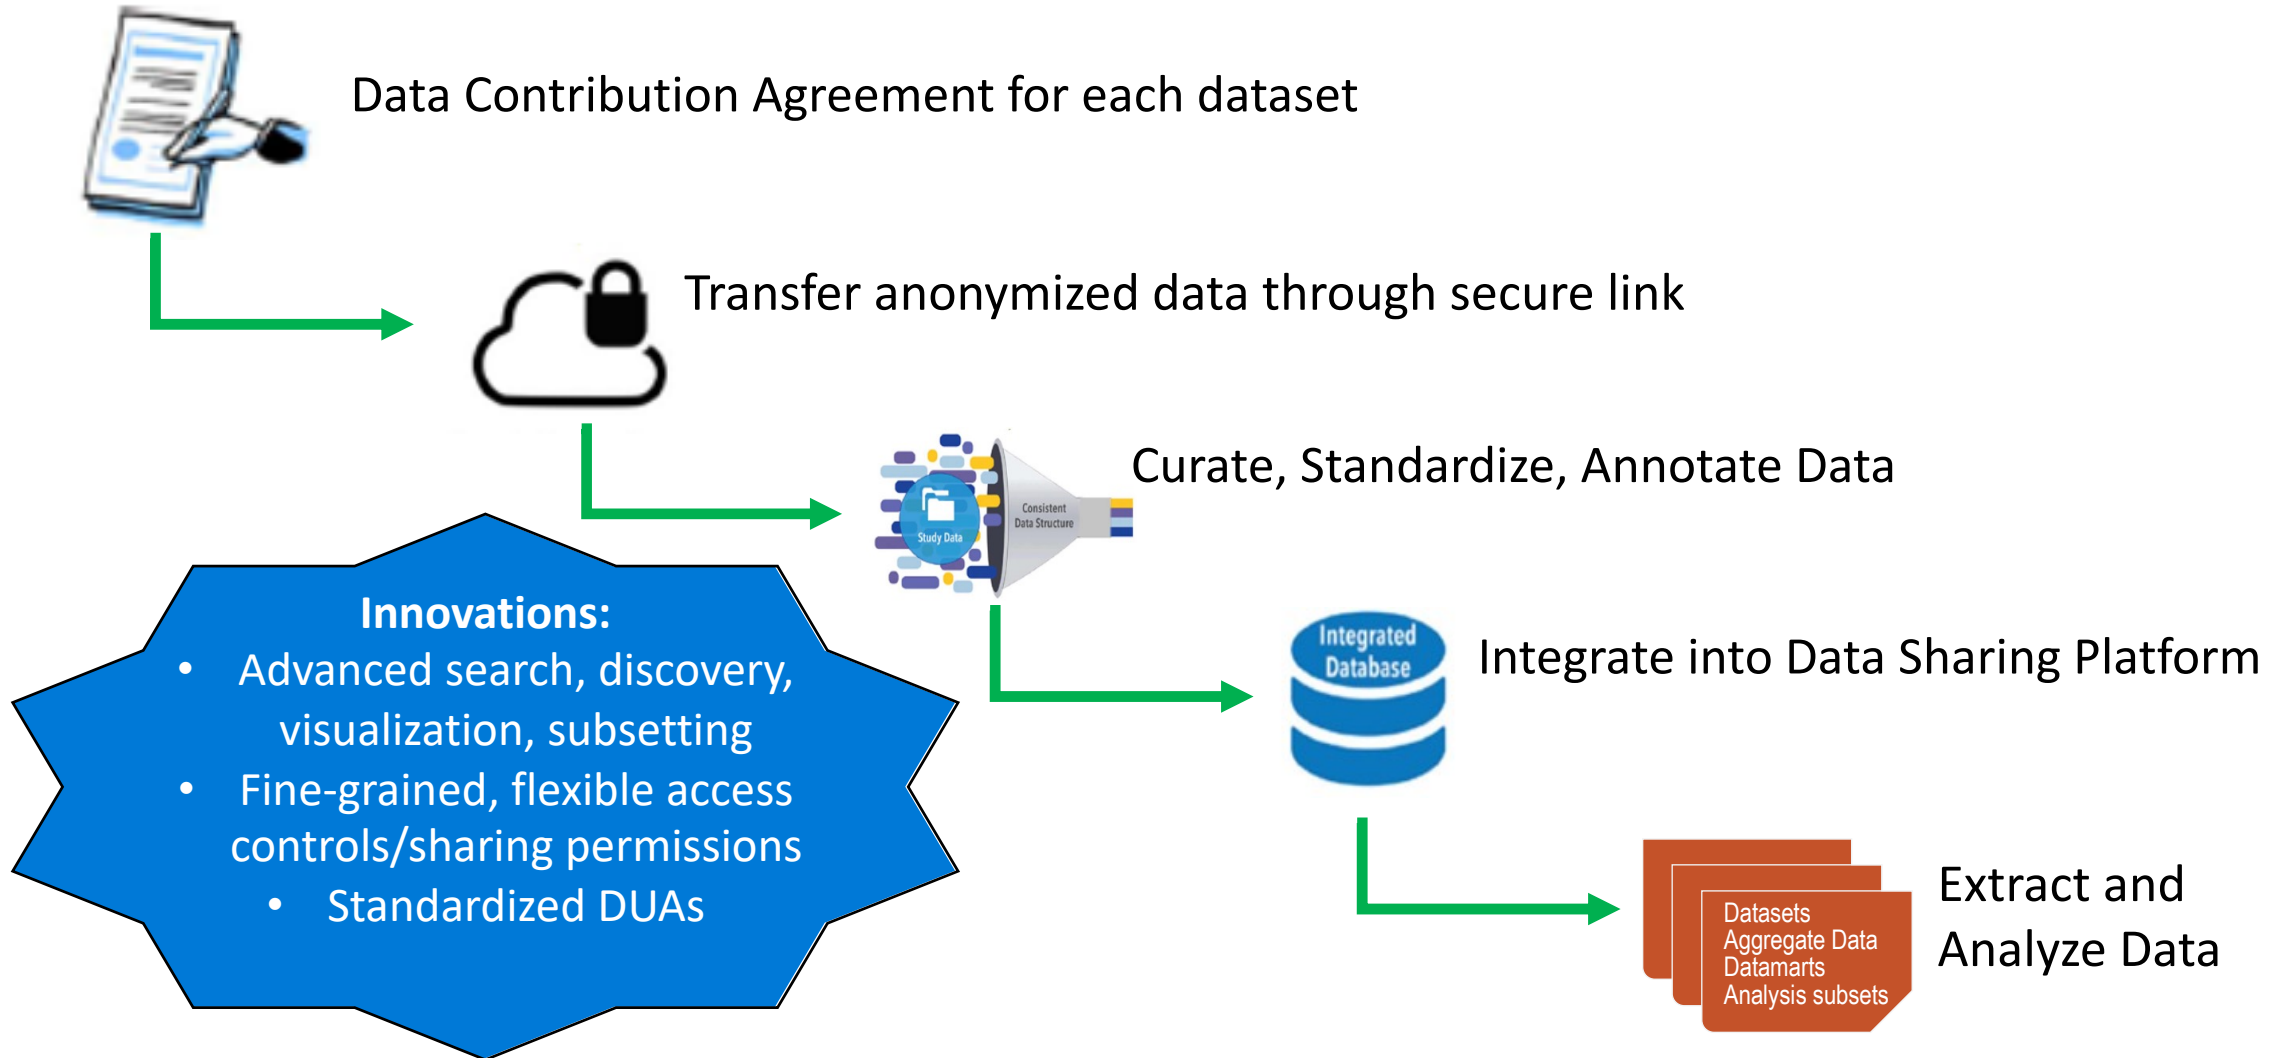 Data Contribution Agreement for each dataset
Transfer anonymized data through secure link
Curate, Standardize, Annotate Data
Study Data
Consistent
Data Structure
Integrated
Database
Integrate into Data Sharing Platform
Innovations:
• Advanced search, discovery,
visualization, subsetting
• Fine-grained, flexible access
controls/sharing permissions
• Standardized DUAs
Datasets
Aggregate Data
Datamarts
Analysis subsets
Extract and
Analyze Data